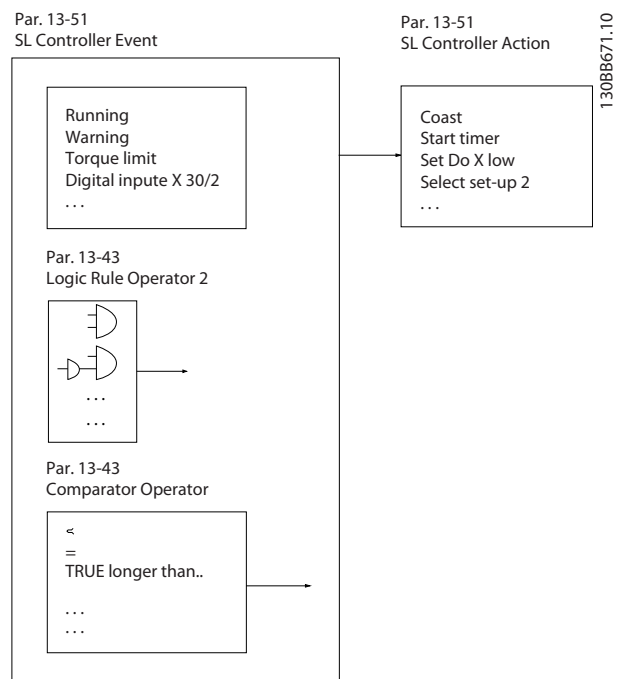 Par. 13-51
SL Controller Event
Par. 13-51
SL Controller Action
130BB671.10
Running
Warning
Torque limit
Digital inpute X 30/2
. . .
Coast
Start timer
Set Do X low
Select set-up 2
. . .
Par. 13-43
Logic Rule Operator 2
. . .
. . .
Par. 13-43
Comparator Operator
=
TRUE longer than..
. . .
. . .